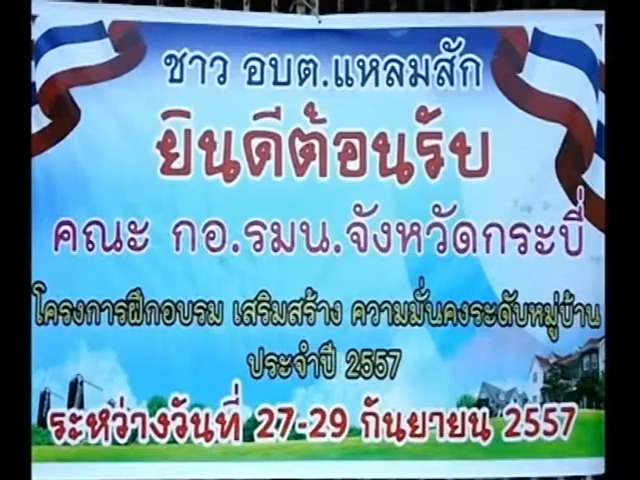 ชาว อบต.แหลมสัก
ยินดีต้อนรับ
คณะ กอ.รมน.จังหวัดกระบี่
โครงการฝึกอบรม เสริมสร้าง ความมั่นคงระดับหมู่บ้าน
ประจำปี 2557
ระหว่างวันที่ 27-29 กันยายน 2557